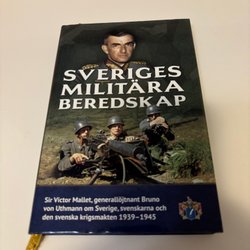 SVERIGES
MILITÄRA
BEREDSKAP
Sir Victor Mallet, generallöjtnant Bruno
von Uthmann om Sverige, svenskarna och
den svenska krigsmakten 1939–1945